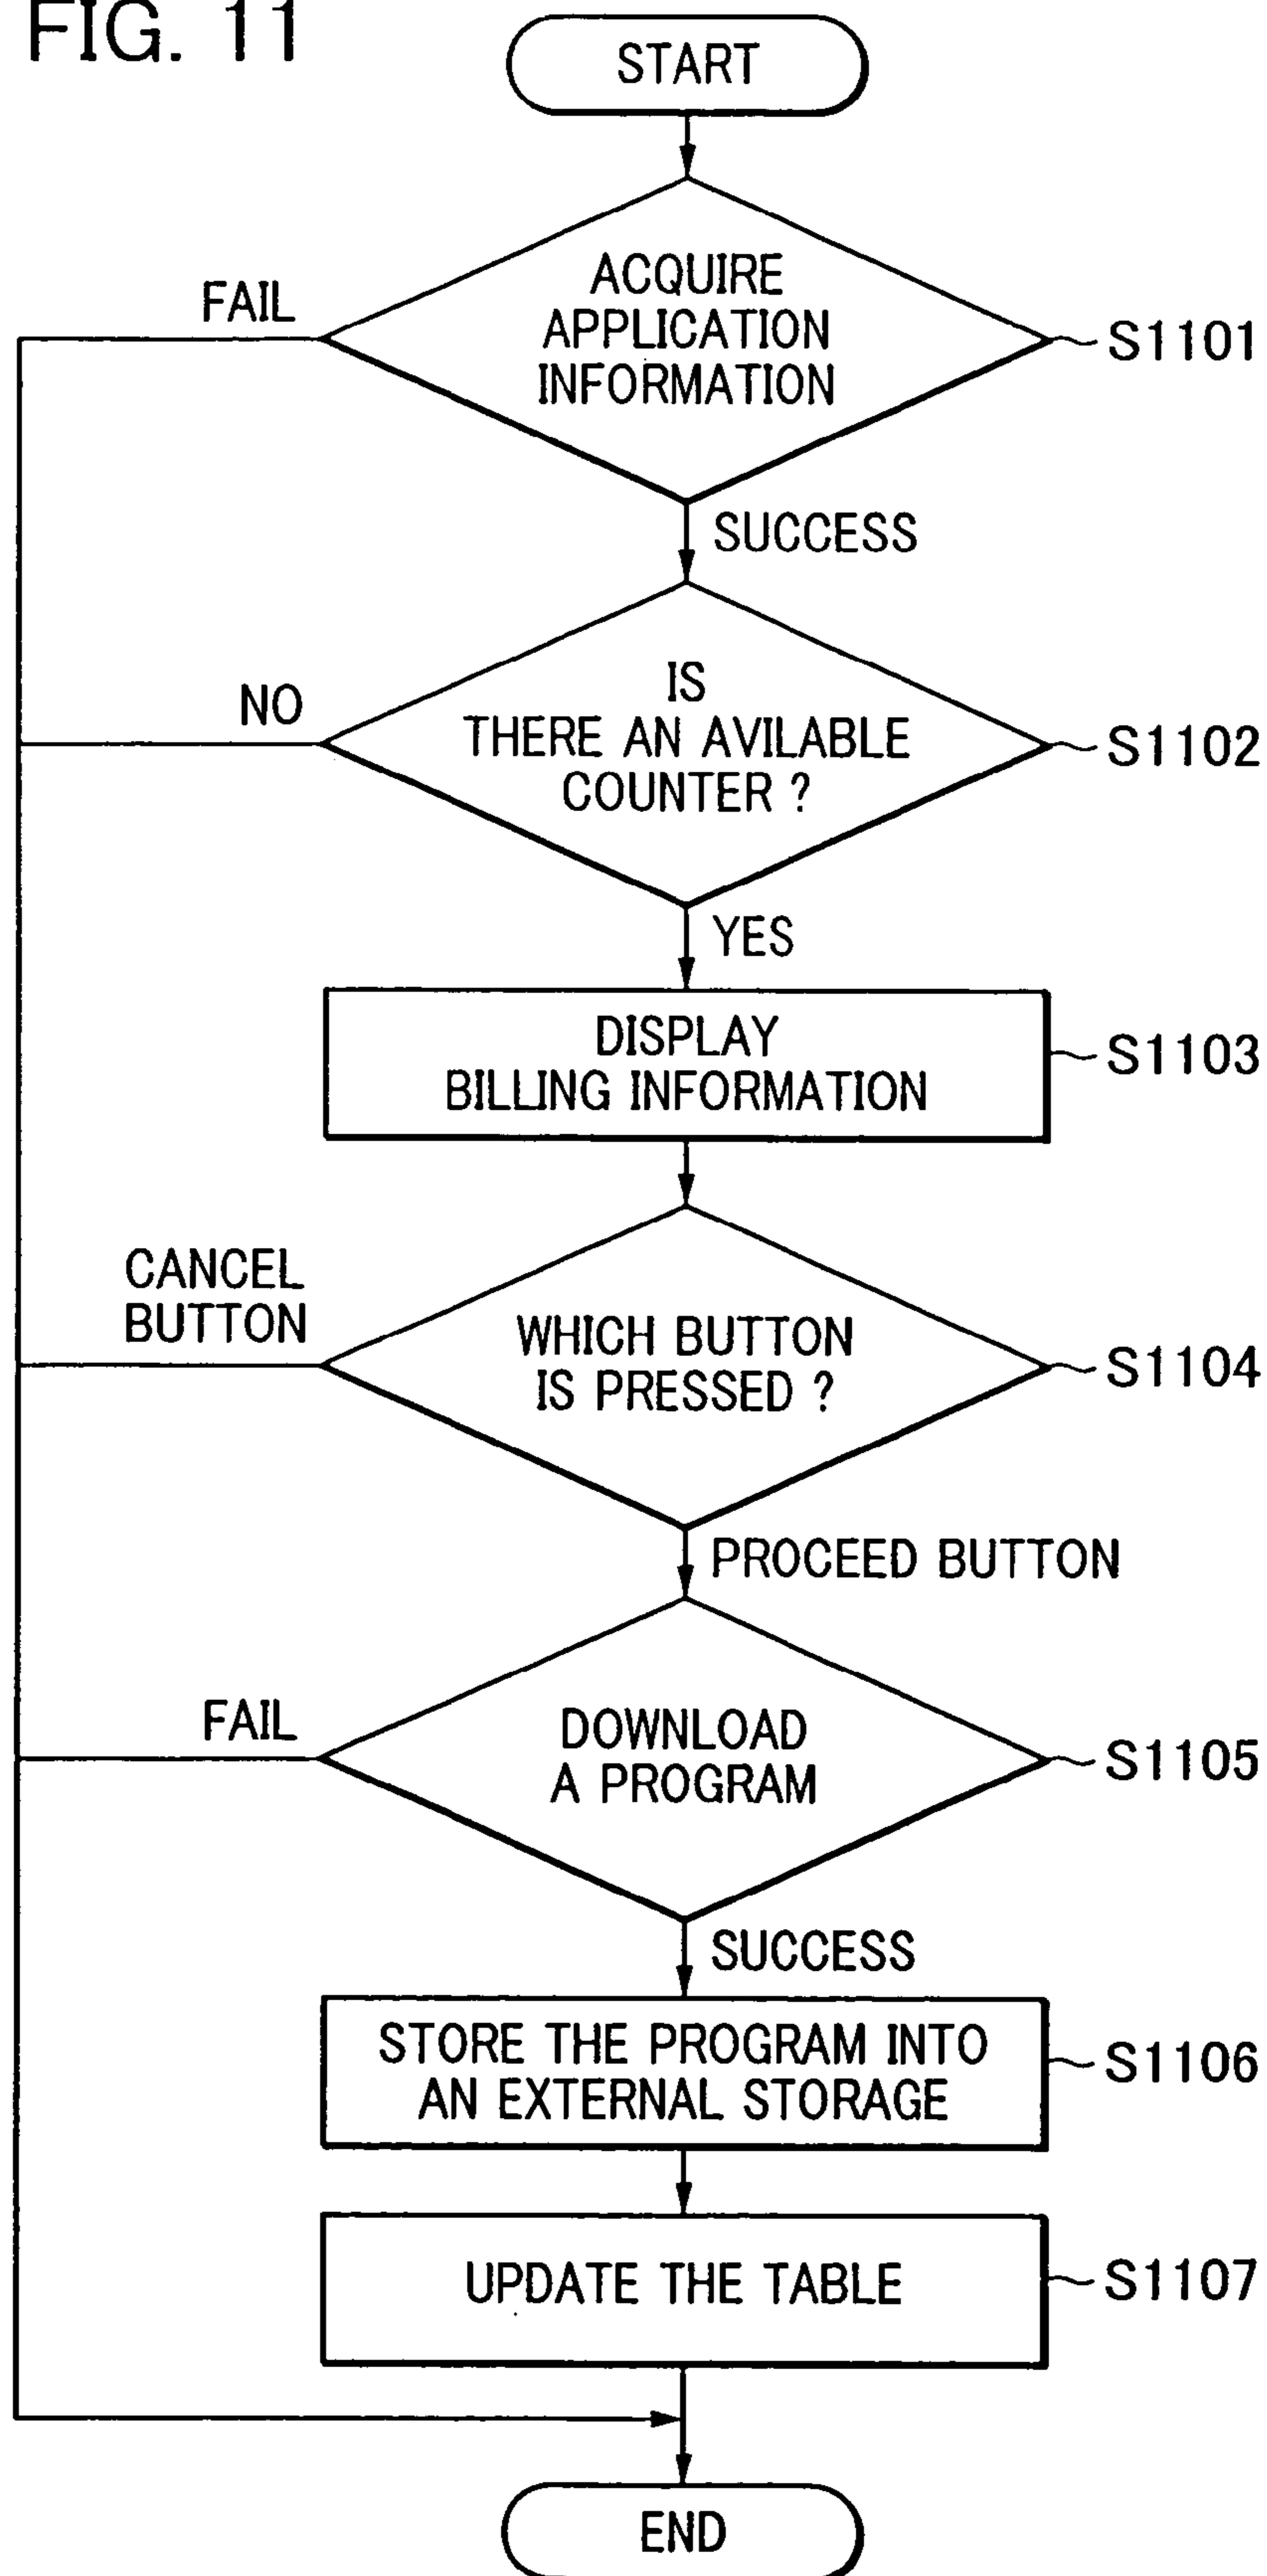 FIG. 11
START
ACQUIRE
APPLICATION
INFORMATION
FAIL
S1101
SUCCESS
IS
THERE AN AVILABLE
COUNTER ?
NO
S1102
YES
DISPLAY
BILLING INFORMATION
S1103
CANCEL
BUTTON
WHICH BUTTON
IS PRESSED ?
S1104
PROCEED BUTTON
FAIL
DOWNLOAD
A PROGRAM
S1105
SUCCESS
STORE THE PROGRAM INTO
AN EXTERNAL STORAGE
S1106
UPDATE THE TABLE
S1107
END